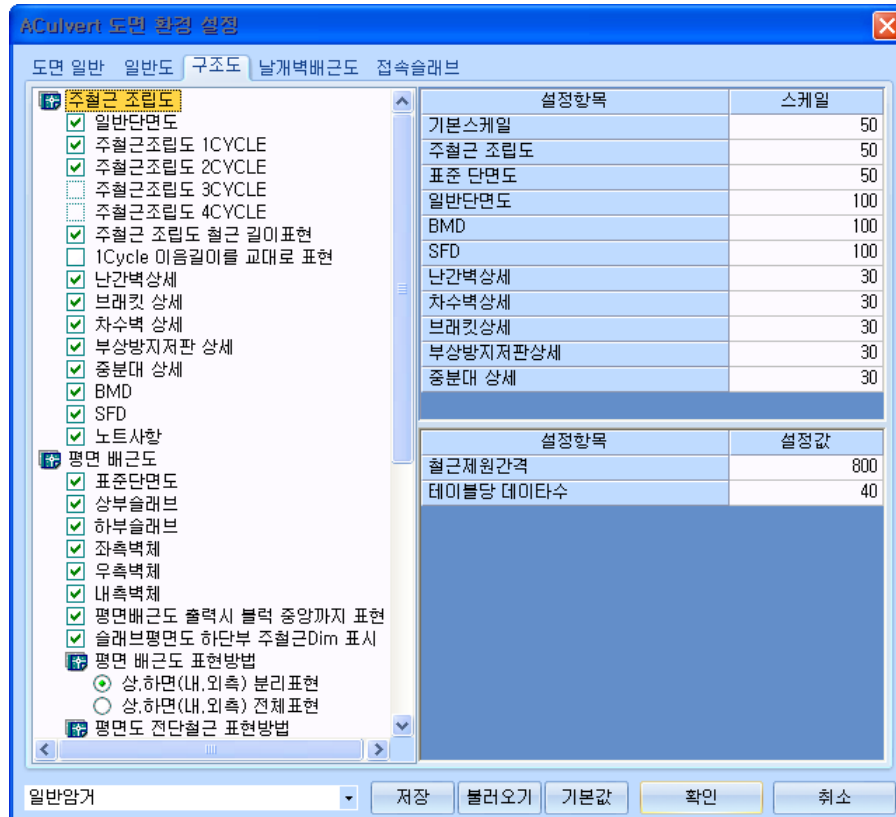 ACulvert 도면 환경 설정
도면 일반 일반도 구조도 날개벽배근도 접속슬래브
주철근 조립도
일반단면도
주철근조립도 1CYCLE
주철근조립도 2CYCLE
주철근조립도 3CYCLE
주철근조립도 4CYCLE
주철근 조립도 철근 길이표현
1Cycle 이음길이를 교대로 표현
난간벽상세
브래킷 상세
차수벽 상세
부상방지저판 상세
중분대 상세
BMD
SFD
노트사항
평면 배근도
표준단면도
상부슬래브
하부슬래브
좌측벽체
우측벽체
내측벽체
평면배근도 출력시 블럭 중앙까지 표현
슬래브평면도 하단부 주철근Dim 표시
평면 배근도 표현방법
상,하면(내,외측) 분리표현
상,하면(내,외측) 전체표현
평면도 전단철근 표현방법
설정항목 스케일
기본스케일 50
주철근 조립도 50
표준 단면도 50
일반단면도 100
BMD 100
SFD 100
난간벽상세 30
차수벽상세 30
브래킷상세 30
부상방지저판상세 30
중분대 상세 30
설정항목 설정값
철근제원간격 800
테이블당 데이타수 40
일반암거 저장 불러오기 기본값 확인 취소